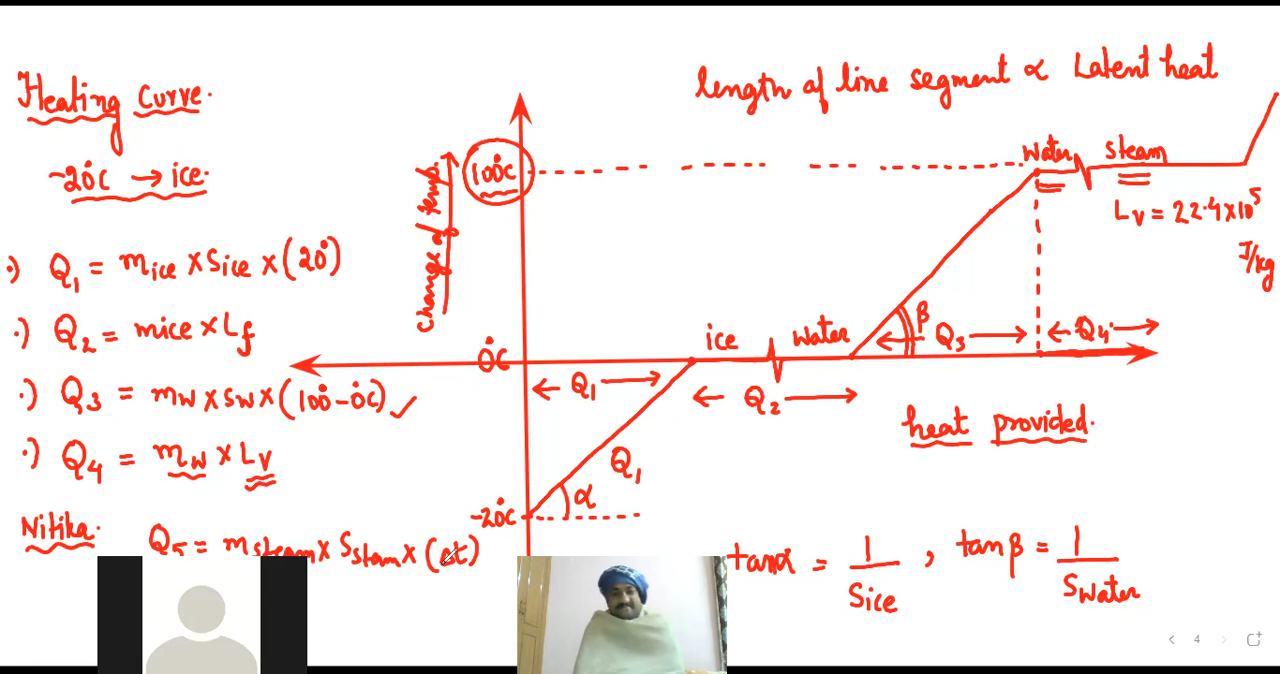 Heating Curve.
-20°C → ice.
·) Q1 = mice × Sice × (20°)
·) Q2 = mice × Lf
·) Q3 = mw × Sw × (100° - 0°C) ✓
·) Q4 = mw × Lv
Nitika. Q5 = msteam × Sstam × (Δt)
length of line segment ∝ Latent heat
Change of temp.
100°C
Water
steam
Lv = 22.4×10⁵
J/kg
0°C
ice
water
β
Q3
Q4
Q1
Q2
heat provided.
Q1
α
-20°C
tanα = 1/Sice , tanβ = 1/Swater
4